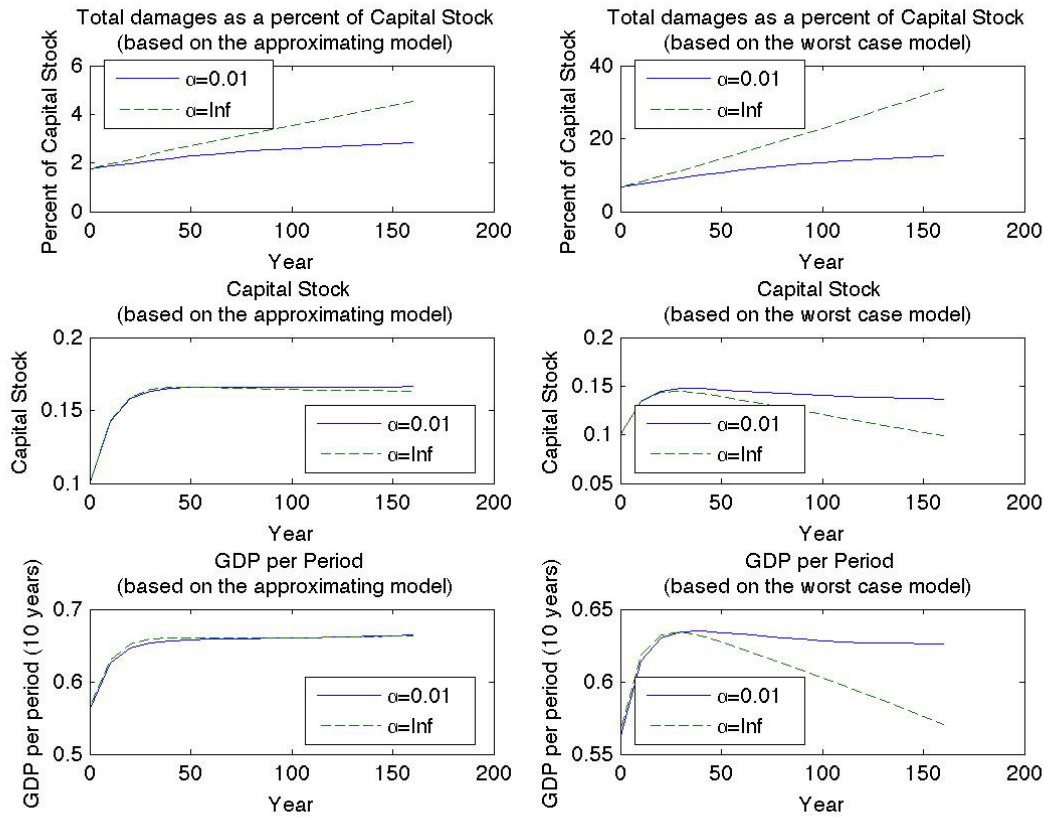 Total damages as a percent of Capital Stock
(based on the approximating model)
Percent of Capital Stock
6
4
2
0
α=0.01
α=Inf
0 50 100 150 200
Year
Total damages as a percent of Capital Stock
(based on the worst case model)
Percent of Capital Stock
40
20
0
α=0.01
α=Inf
0 50 100 150 200
Year
Capital Stock
(based on the approximating model)
Capital Stock
0.2
0.15
0.1
α=0.01
α=Inf
0 50 100 150 200
Year
Capital Stock
(based on the worst case model)
Capital Stock
0.2
0.15
0.1
0.05
α=0.01
α=Inf
0 50 100 150 200
Year
GDP per Period
(based on the approximating model)
GDP per period (10 years)
0.7
0.6
0.5
α=0.01
α=Inf
0 50 100 150 200
Year
GDP per Period
(based on the worst case model)
GDP per period (10 years)
0.65
0.6
0.55
α=0.01
α=Inf
0 50 100 150 200
Year